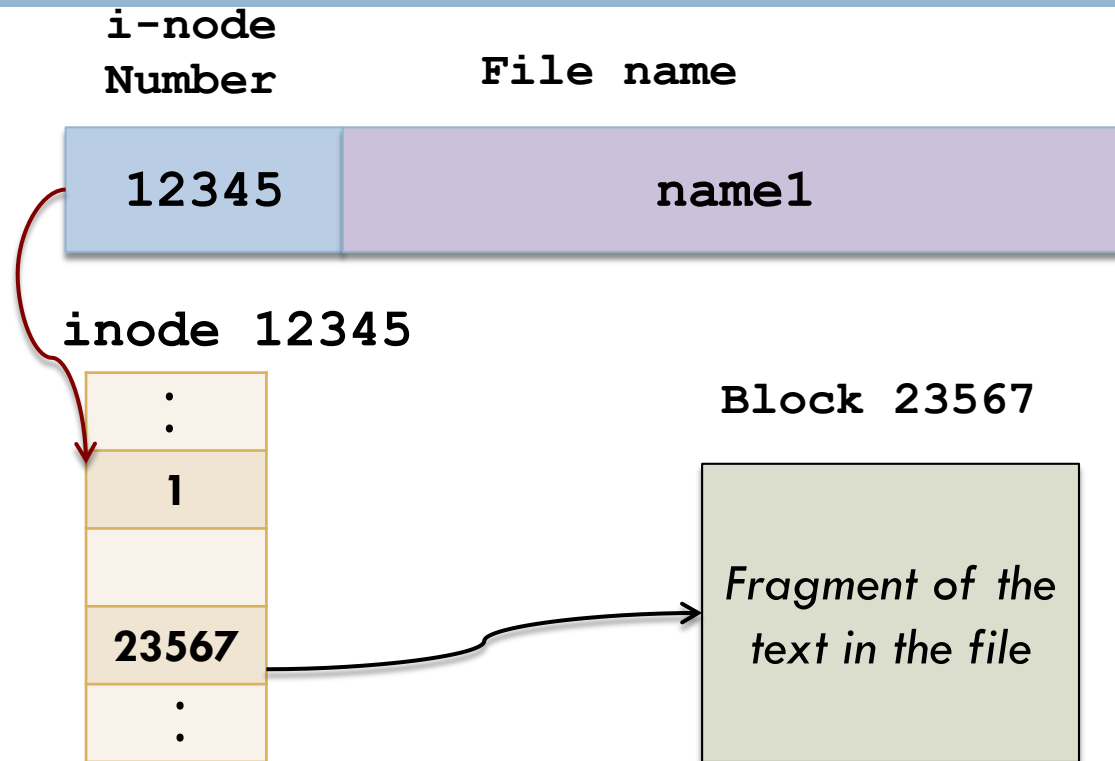 i-node
Number
File name
12345
name1
inode 12345
:
1
23567
:
Block 23567
Fragment of the
text in the file